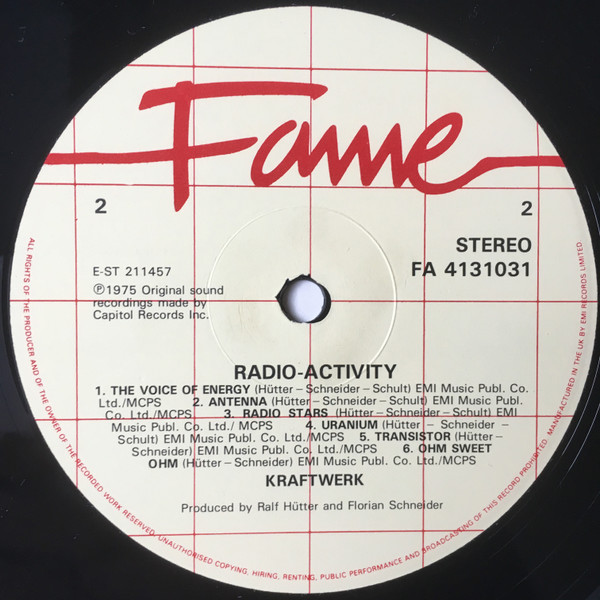 Fame
2
2
STEREO
E-ST 211457
FA 4131031
℗1975 Original sound
recordings made by
Capitol Records Inc.
RADIO-ACTIVITY
1. THE VOICE OF ENERGY (Hütter – Schneider – Schult) EMI Music Publ. Co.
Ltd./MCPS 2. ANTENNA (Hütter – Schneider – Schult) EMI Music Publ.
Co. Ltd./MCPS 3. RADIO STARS (Hütter – Schneider – Schult) EMI
Music Publ. Co. Ltd./ MCPS 4. URANIUM (Hütter – Schneider –
Schult) EMI Music Publ. Co. Ltd./MCPS 5. TRANSISTOR (Hütter –
Schneider) EMI Music Publ. Co. Ltd./MCPS 6. OHM SWEET
OHM (Hütter – Schneider) EMI Music Publ. Co. Ltd./MCPS
KRAFTWERK
Produced by Ralf Hütter and Florian Schneider
ALL RIGHTS OF THE PRODUCER AND OF THE OWNER OF THE RECORDED WORK RESERVED. UNAUTHORISED COPYING, HIRING, RENTING, PUBLIC PERFORMANCE AND BROADCASTING OF THIS RECORD PROHIBITED. MANUFACTURED IN THE UK BY EMI RECORDS LIMITED.